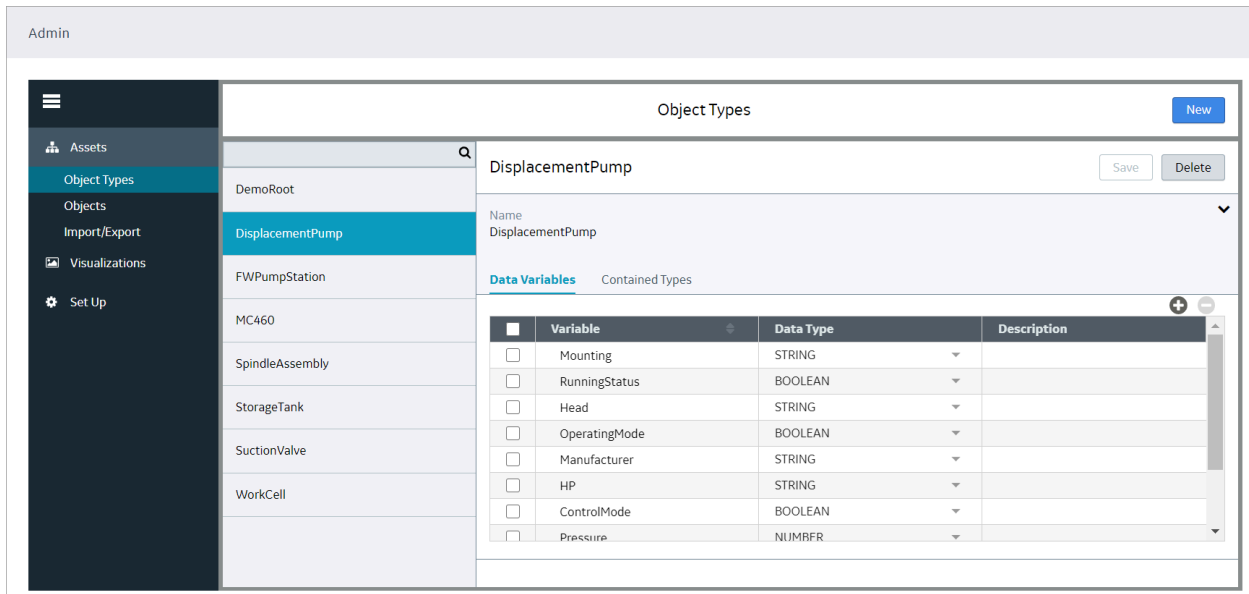 Admin
Object Types
New
Assets
Object Types
Objects
Import/Export
Visualizations
Set Up
DemoRoot
DisplacementPump
FWPumpStation
MC460
SpindleAssembly
StorageTank
SuctionValve
WorkCell
DisplacementPump
Save Delete
Name
DisplacementPump
Data Variables Contained Types
Variable Data Type Description
Mounting STRING
RunningStatus BOOLEAN
Head STRING
OperatingMode BOOLEAN
Manufacturer STRING
HP STRING
ControlMode BOOLEAN
Pressure NUMBER